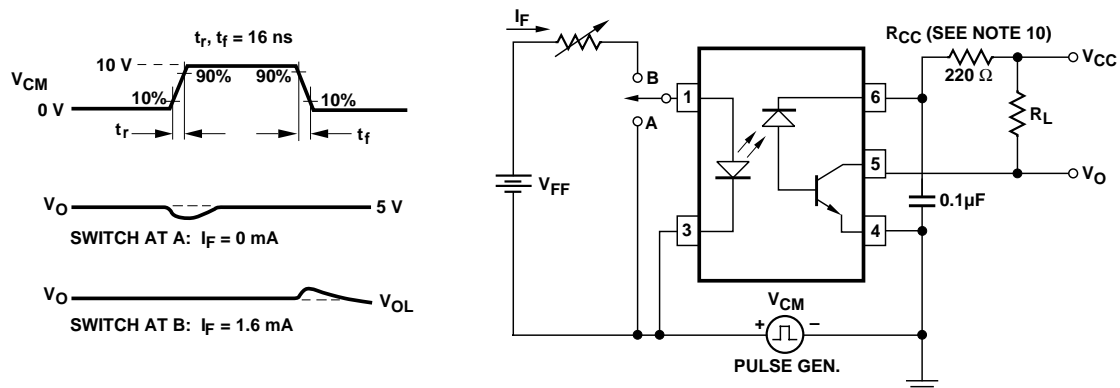 tr, tf = 16 ns
VCM
10 V
0 V
10%
90%
90%
10%
tr
tf
VO
5 V
SWITCH AT A: IF = 0 mA
VO
VOL
SWITCH AT B: IF = 1.6 mA
IF
B
A
VFF
1
3
6
5
4
RCC (SEE NOTE 10)
220 Ω
VCC
RL
VO
0.1µF
VCM
+
–
PULSE GEN.